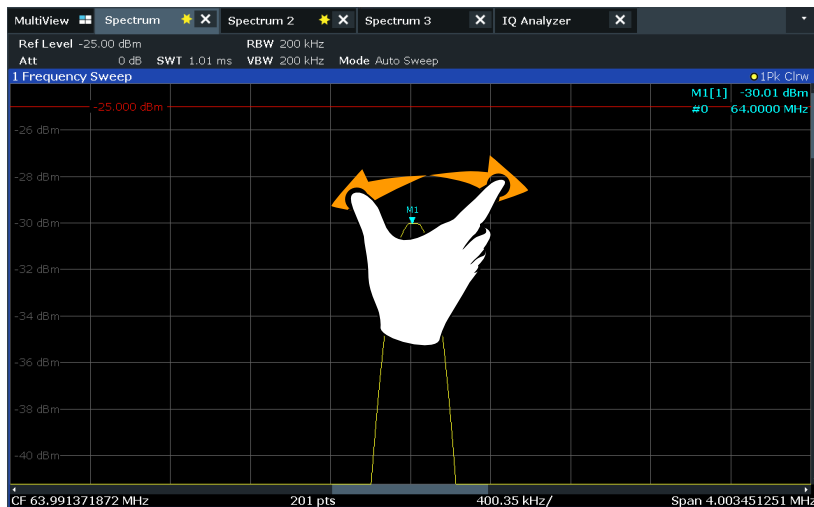 MultiView Spectrum Spectrum 2 Spectrum 3 IQ Analyzer
Ref Level -25.00 dBm RBW 200 kHz
Att 0 dB SWT 1.01 ms VBW 200 kHz Mode Auto Sweep
1 Frequency Sweep 1Pk Clrw
M1[1] -30.01 dBm
-25.000 dBm #0 64.0000 MHz
-26 dBm
-28 dBm
M1
-30 dBm
-32 dBm
-34 dBm
-36 dBm
-38 dBm
-40 dBm
CF 63.991371872 MHz 201 pts 400.35 kHz/ Span 4.003451251 MHz